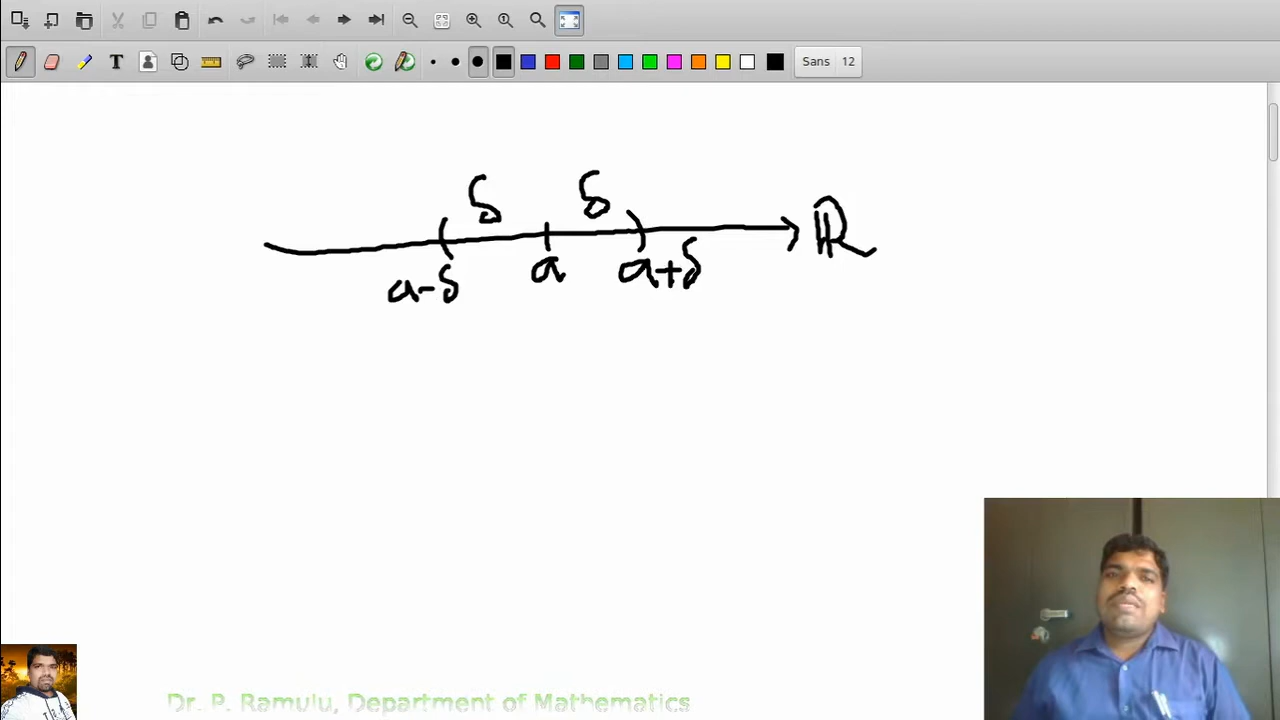 Sans 12
δ δ
( )
a-δ a a+δ ℝ
Dr. P. Ramulu, Department of Mathematics